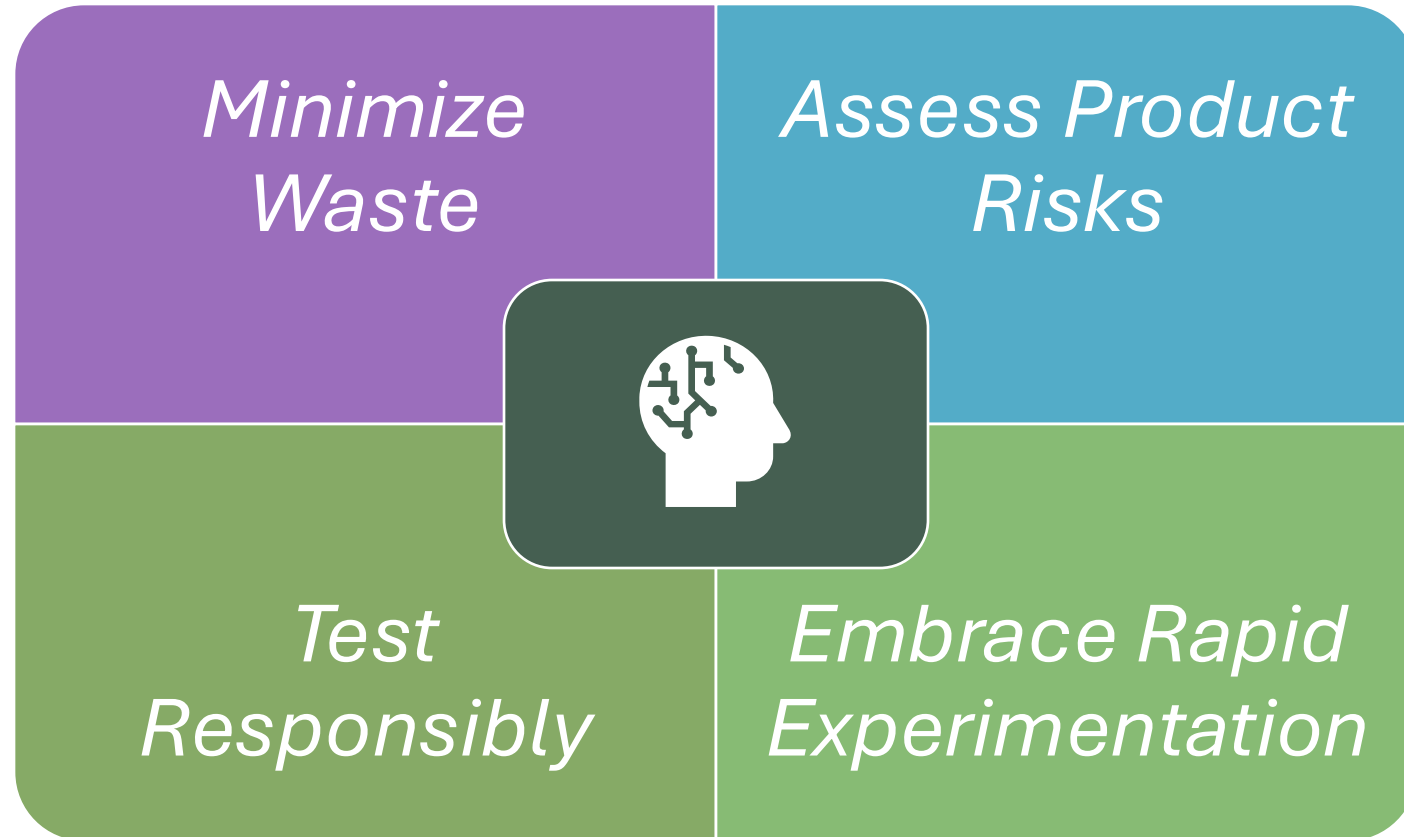 Minimize
Waste
Assess Product
Risks
Test
Responsibly
Embrace Rapid
Experimentation